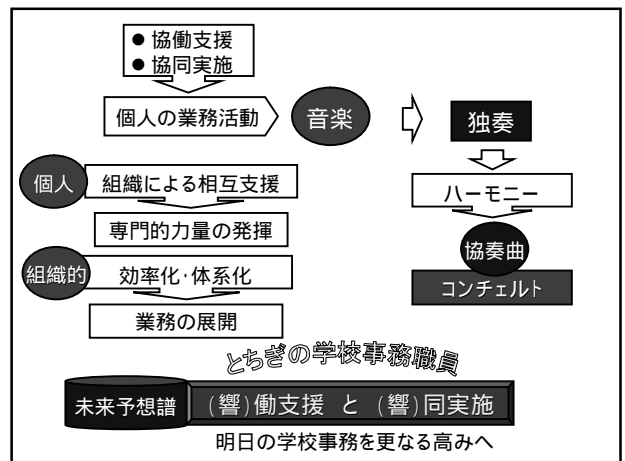 ● 協働支援
● 協同実施
個人の業務活動
音楽
独奏
ハーモニー
協奏曲
コンチェルト
個人
組織による相互支援
専門的力量の発揮
組織的
効率化・体系化
業務の展開
とちぎの学校事務職員
未来予想譜
(響)働支援 と (響)同実施
明日の学校事務を更なる高みへ